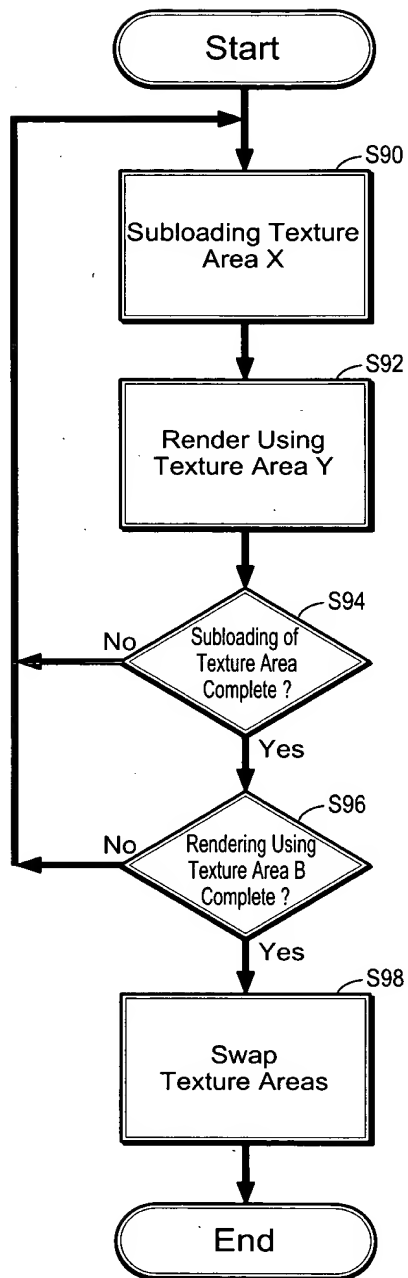 Start
S90
Subloading Texture
Area X
S92
Render Using
Texture Area Y
S94
Subloading of
Texture Area
Complete ?
No
Yes
S96
Rendering Using
Texture Area B
Complete ?
No
Yes
S98
Swap
Texture Areas
End